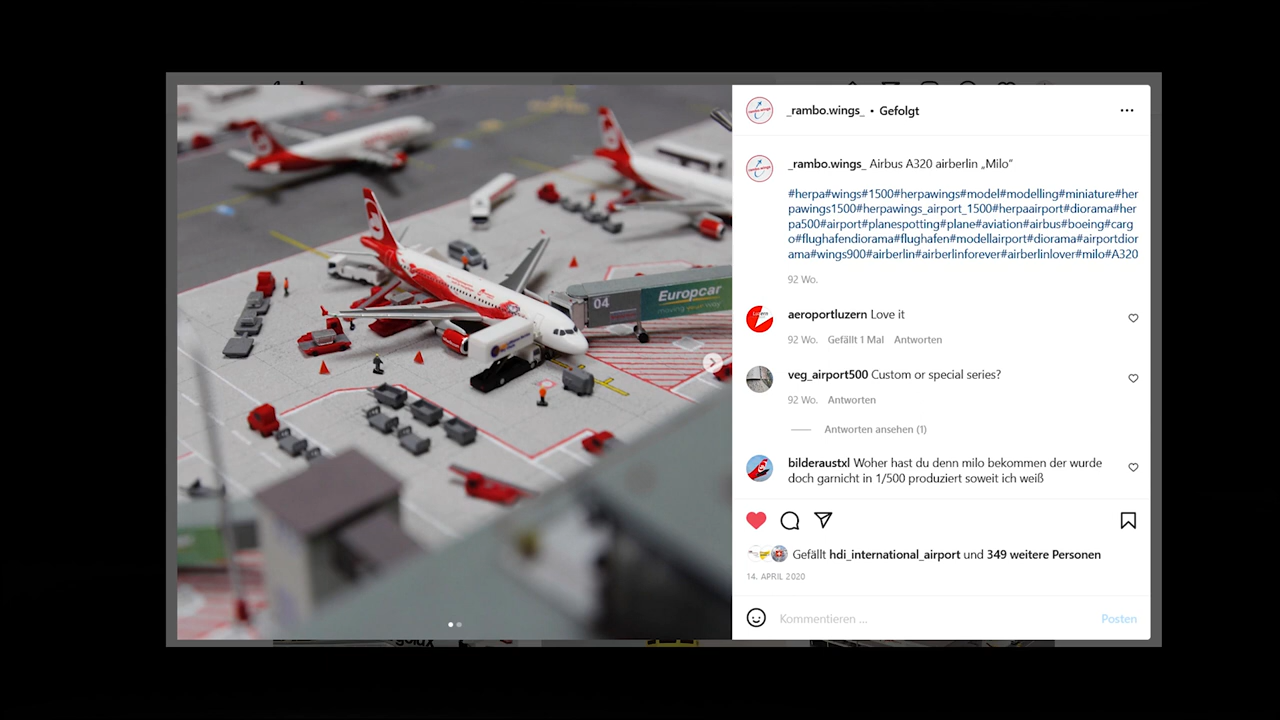 _rambo.wings_ • Gefolgt
_rambo.wings_ Airbus A320 airberlin „Milo“
#herpa#wings#1500#herpawings#model#modelling#miniature#her
pawings1500#herpawings_airport_1500#herpaairport#diorama#her
pa500#airport#planespotting#plane#aviation#airbus#boeing#carg
o#flughafendiorama#flughafen#modellairport#diorama#airportdior
ama#wings900#airberlin#airberlinforever#airberlinlover#milo#A320
92 Wo.
aeroportluzern Love it
92 Wo. Gefällt 1 Mal Antworten
veg_airport500 Custom or special series?
92 Wo. Antworten
Antworten ansehen (1)
bilderaustxl Woher hast du denn milo bekommen der wurde
doch garnicht in 1/500 produziert soweit ich weiß
Gefällt hdi_international_airport und 349 weitere Personen
14. APRIL 2020
Kommentieren ...
Posten
04
Europcar
moving your way